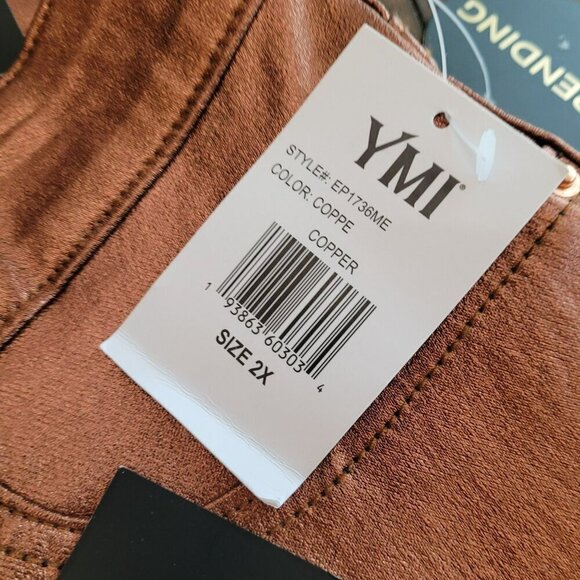 YMI®
STYLE#: EP1736ME
COLOR: COPPE
COPPER
1 93863 60303 4
SIZE 2X
ENDING